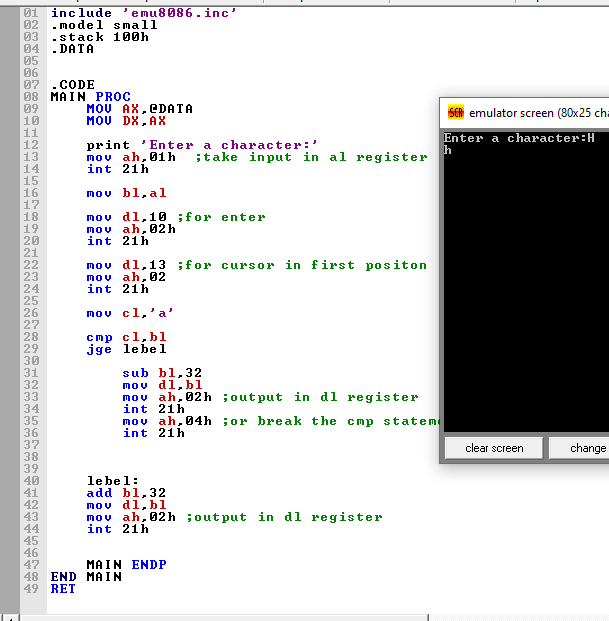 01 include 'emu8086.inc'
02 .model small
03 .stack 100h
04 .DATA
05
06
07 .CODE
08 MAIN PROC
09 MOV AX,@DATA
10 MOV DX,AX
11
12 print 'Enter a character:'
13 mov ah,01h ;take input in al register
14 int 21h
15
16 mov bl,al
17
18 mov dl,10 ;for enter
19 mov ah,02h
20 int 21h
21
22 mov dl,13 ;for cursor in first positon
23 mov ah,02
24 int 21h
25
26 mov cl,'a'
27
28 cmp cl,bl
29 jge lebel
30
31 sub bl,32
32 mov dl,bl
33 mov ah,02h ;output in dl register
34 int 21h
35 mov ah,04h ;or break the cmp stateme
36 int 21h
37
38
39
40 lebel:
41 add bl,32
42 mov dl,bl
43 mov ah,02h ;output in dl register
44 int 21h
45
46
47 MAIN ENDP
48 END MAIN
49 RET
SCR emulator screen (80x25 cha
Enter a character:H
h
clear screen change